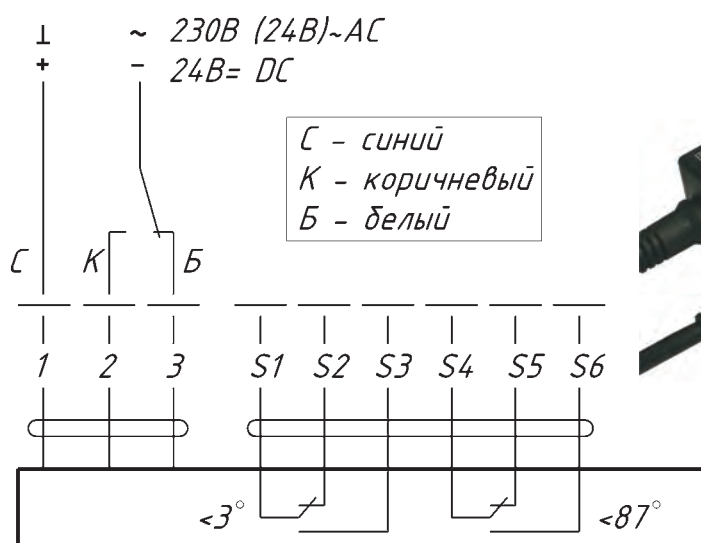 ⊥ ~ 230В (24В)~AC
+ − 24В= DC
С - синий
К - коричневый
Б - белый
С К Б
1 2 3 S1 S2 S3 S4 S5 S6
<3° <87°